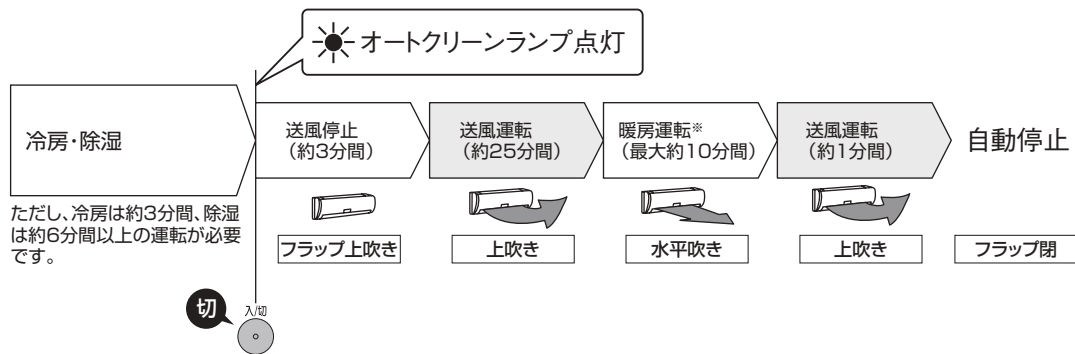 オートクリーンランプ点灯
冷房・除湿
送風停止
（約3分間）
送風運転
（約25分間）
暖房運転※
（最大約10分間）
送風運転
（約1分間）
自動停止
ただし、冷房は約3分間、除湿
は約6分間以上の運転が必要
です。
フラップ上吹き
上吹き
水平吹き
上吹き
フラップ閉
切
入/切